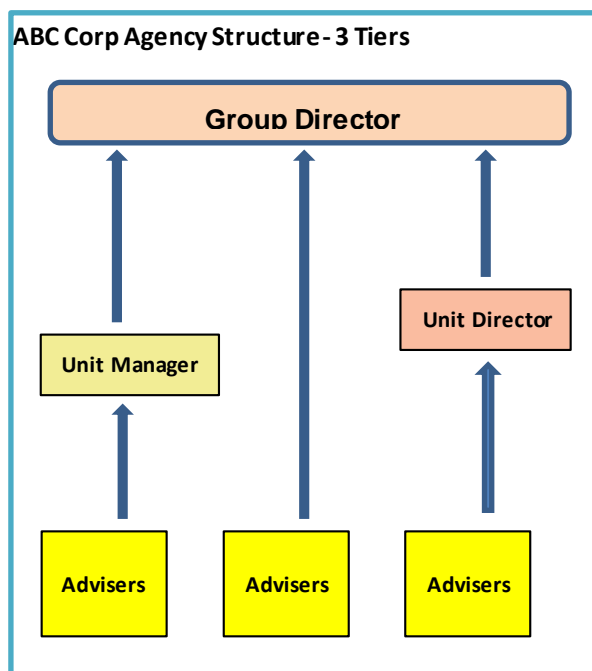 ABC Corp Agency Structure - 3 Tiers
Group Director
Unit Director
Unit Manager
Advisers
Advisers
Advisers